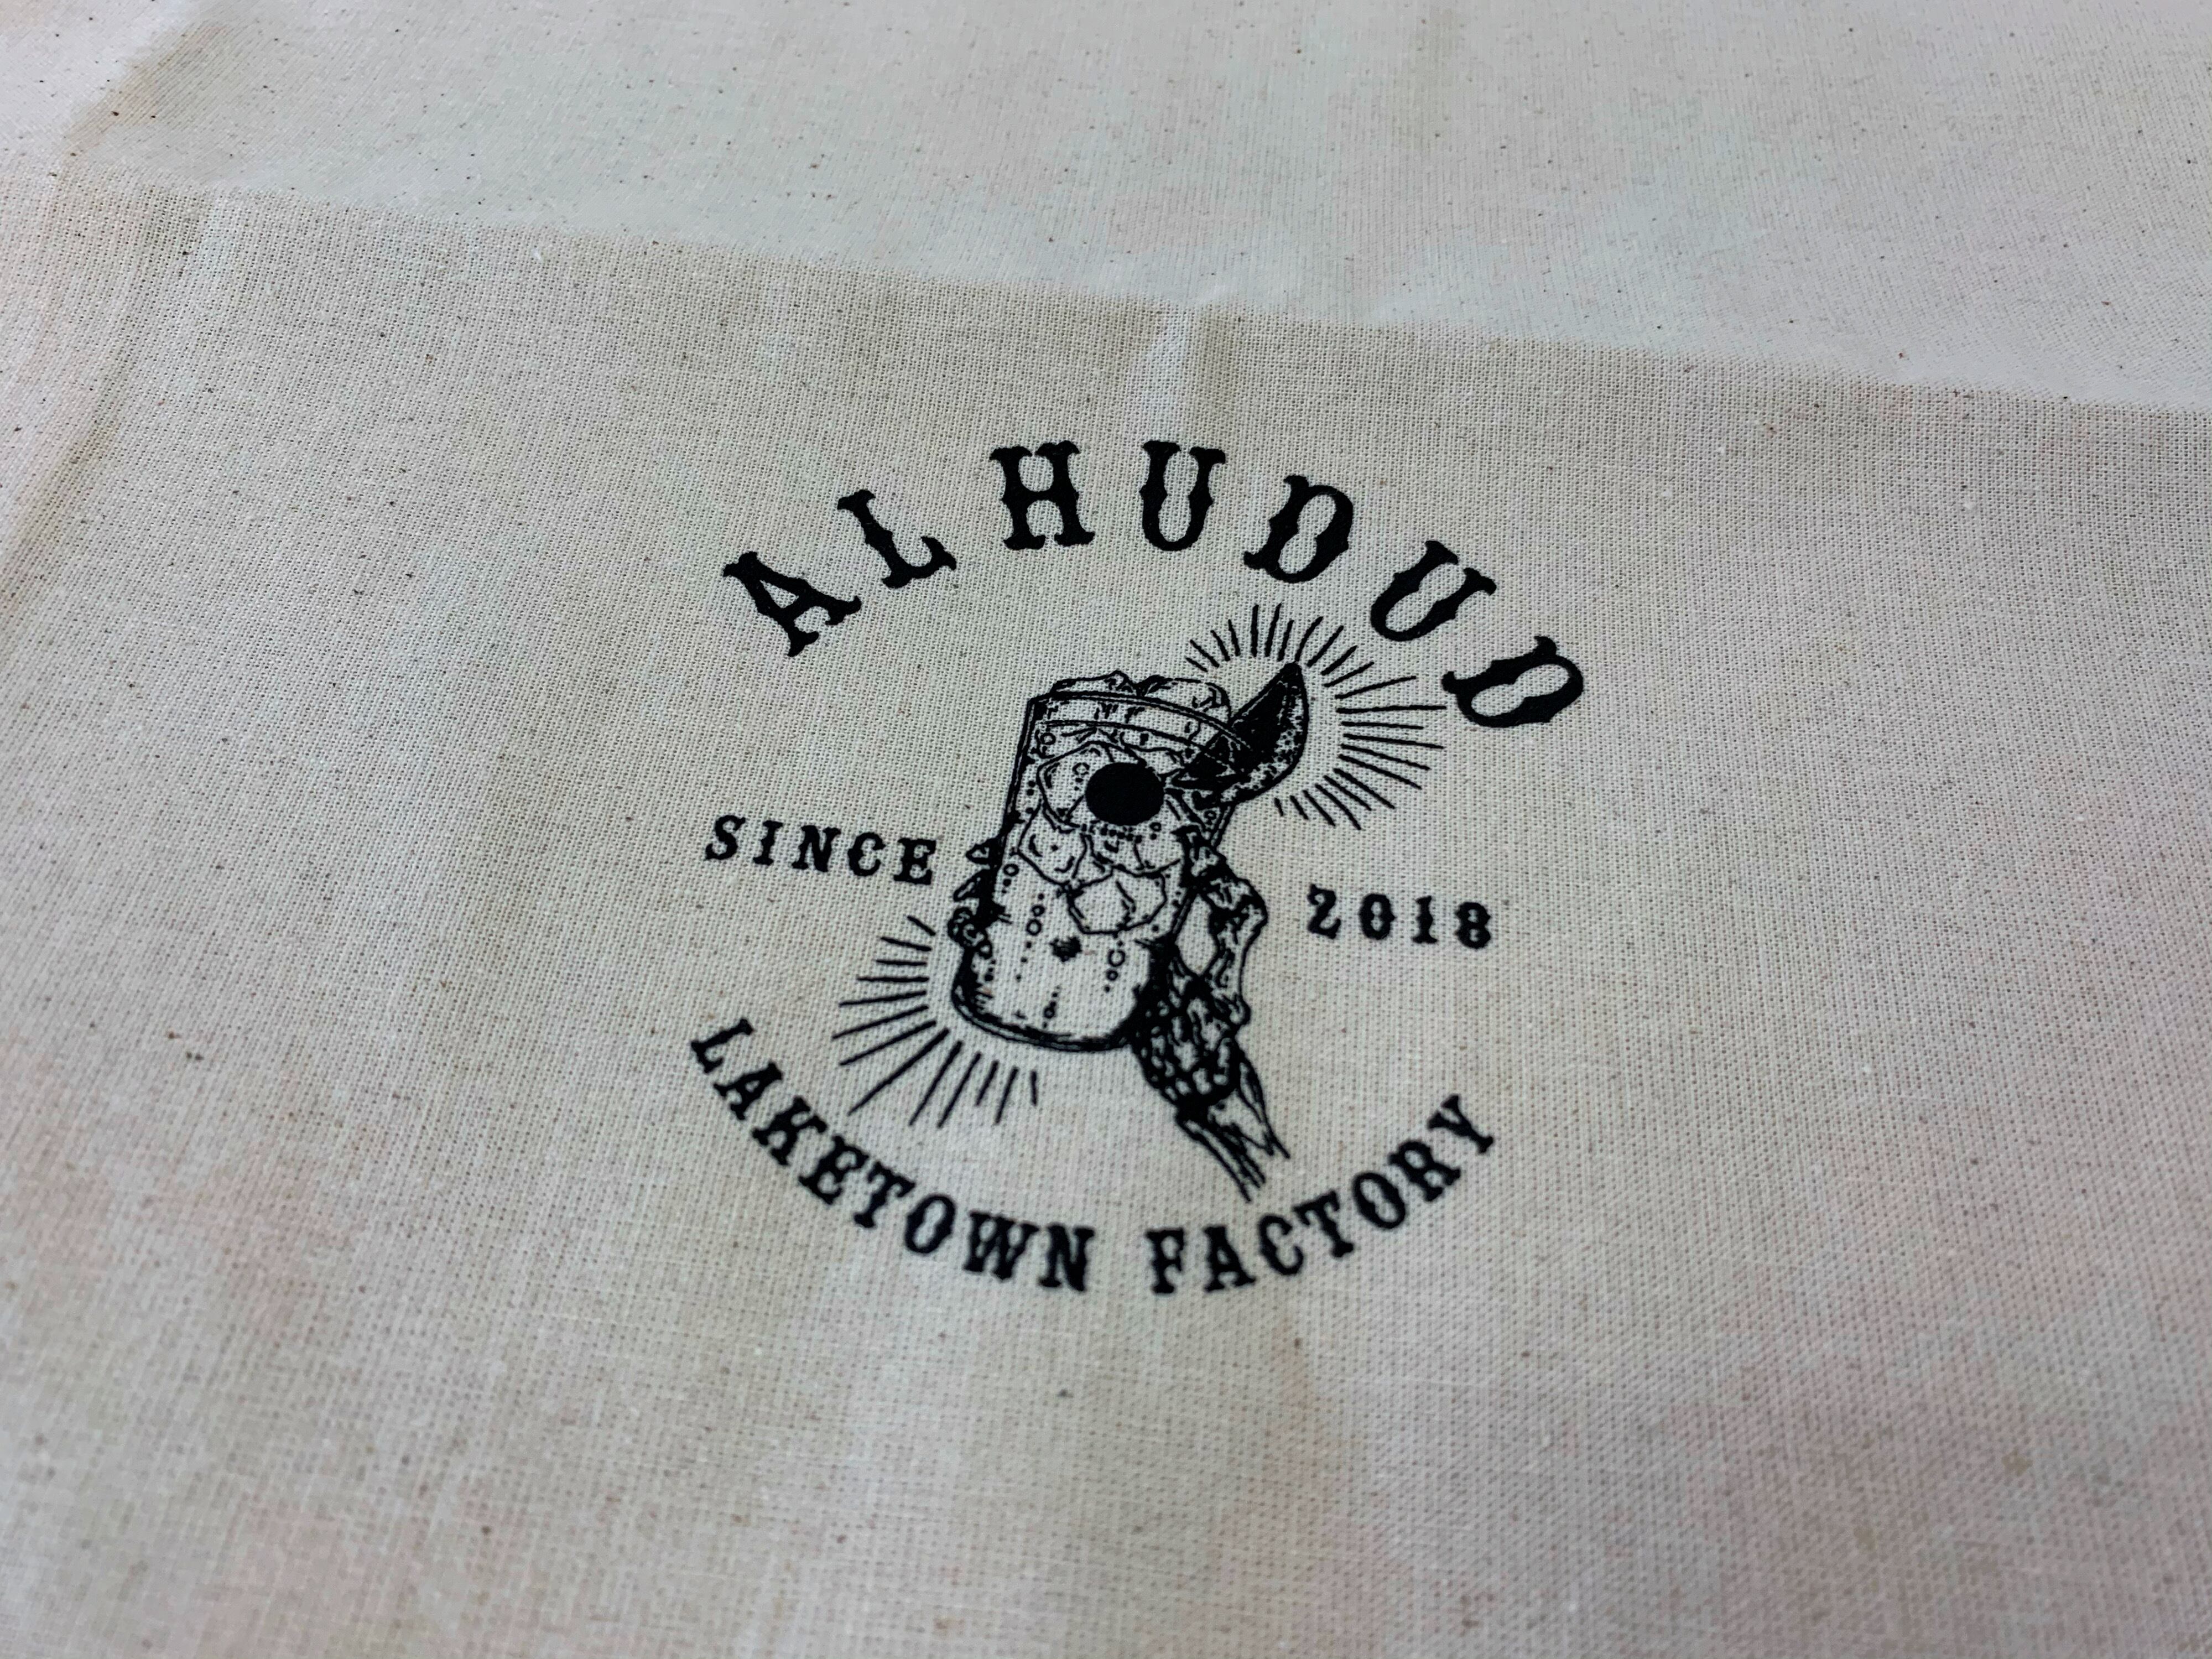 ALHUDUD
SINCE 2018
LAKETOWN FACTORY